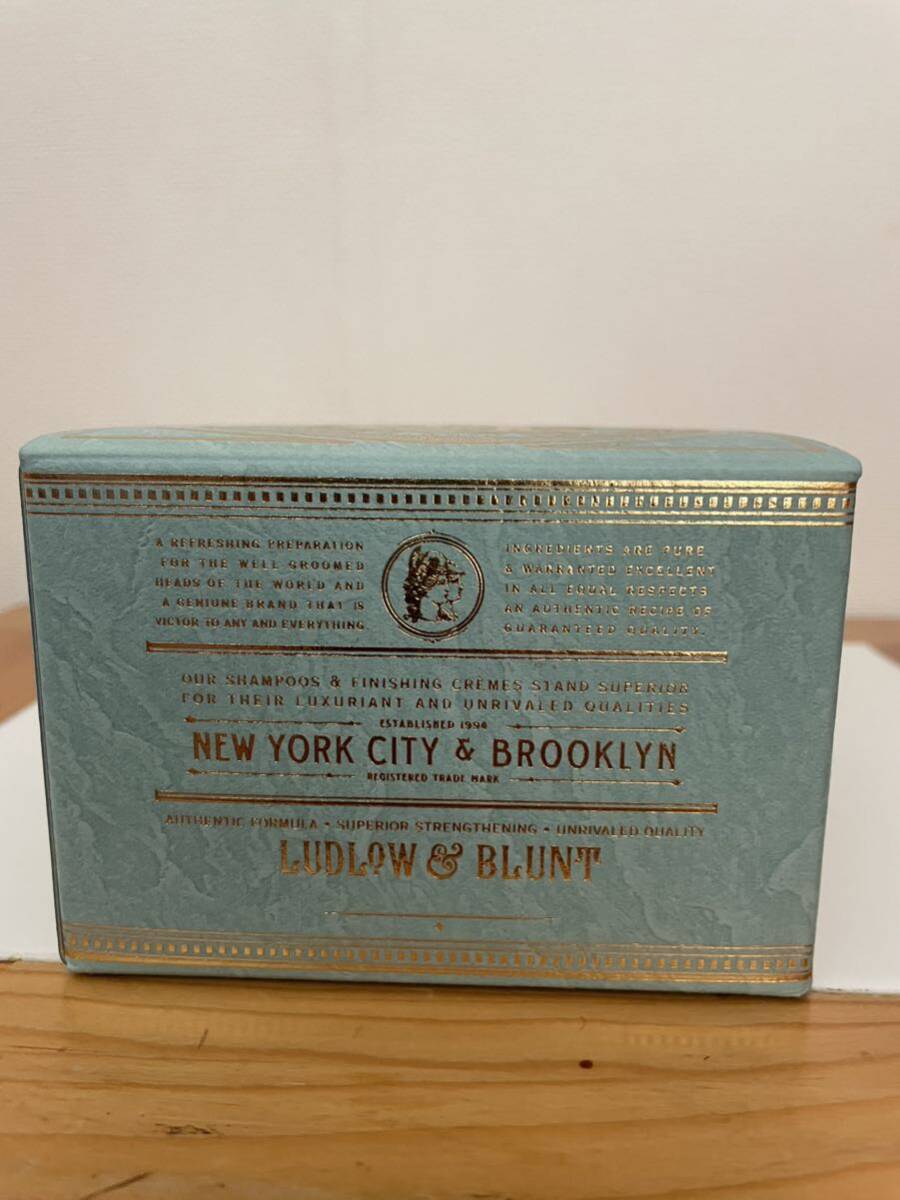 A REFRESHING PREPARATION
FOR THE WELL GROOMED
HEADS OF THE WORLD AND
A GENIUNE BRAND THAT IS
VICTOR TO ANY AND EVERYTHING.
INGREDIENTS ARE PURE
& WARRANTED EXCELLENT
IN ALL EQUAL RESPECTS
AN AUTHENTIC RECIPE OF
GUARANTEED QUALITY.
OUR SHAMPOOS & FINISHING CRÈMES STAND SUPERIOR
FOR THEIR LUXURIANT AND UNRIVALED QUALITIES
ESTABLISHED 1994
NEW YORK CITY & BROOKLYN
REGISTERED TRADE MARK
AUTHENTIC FORMULA • SUPERIOR STRENGTHENING • UNRIVALED QUALITY
LUDLOW & BLUNT